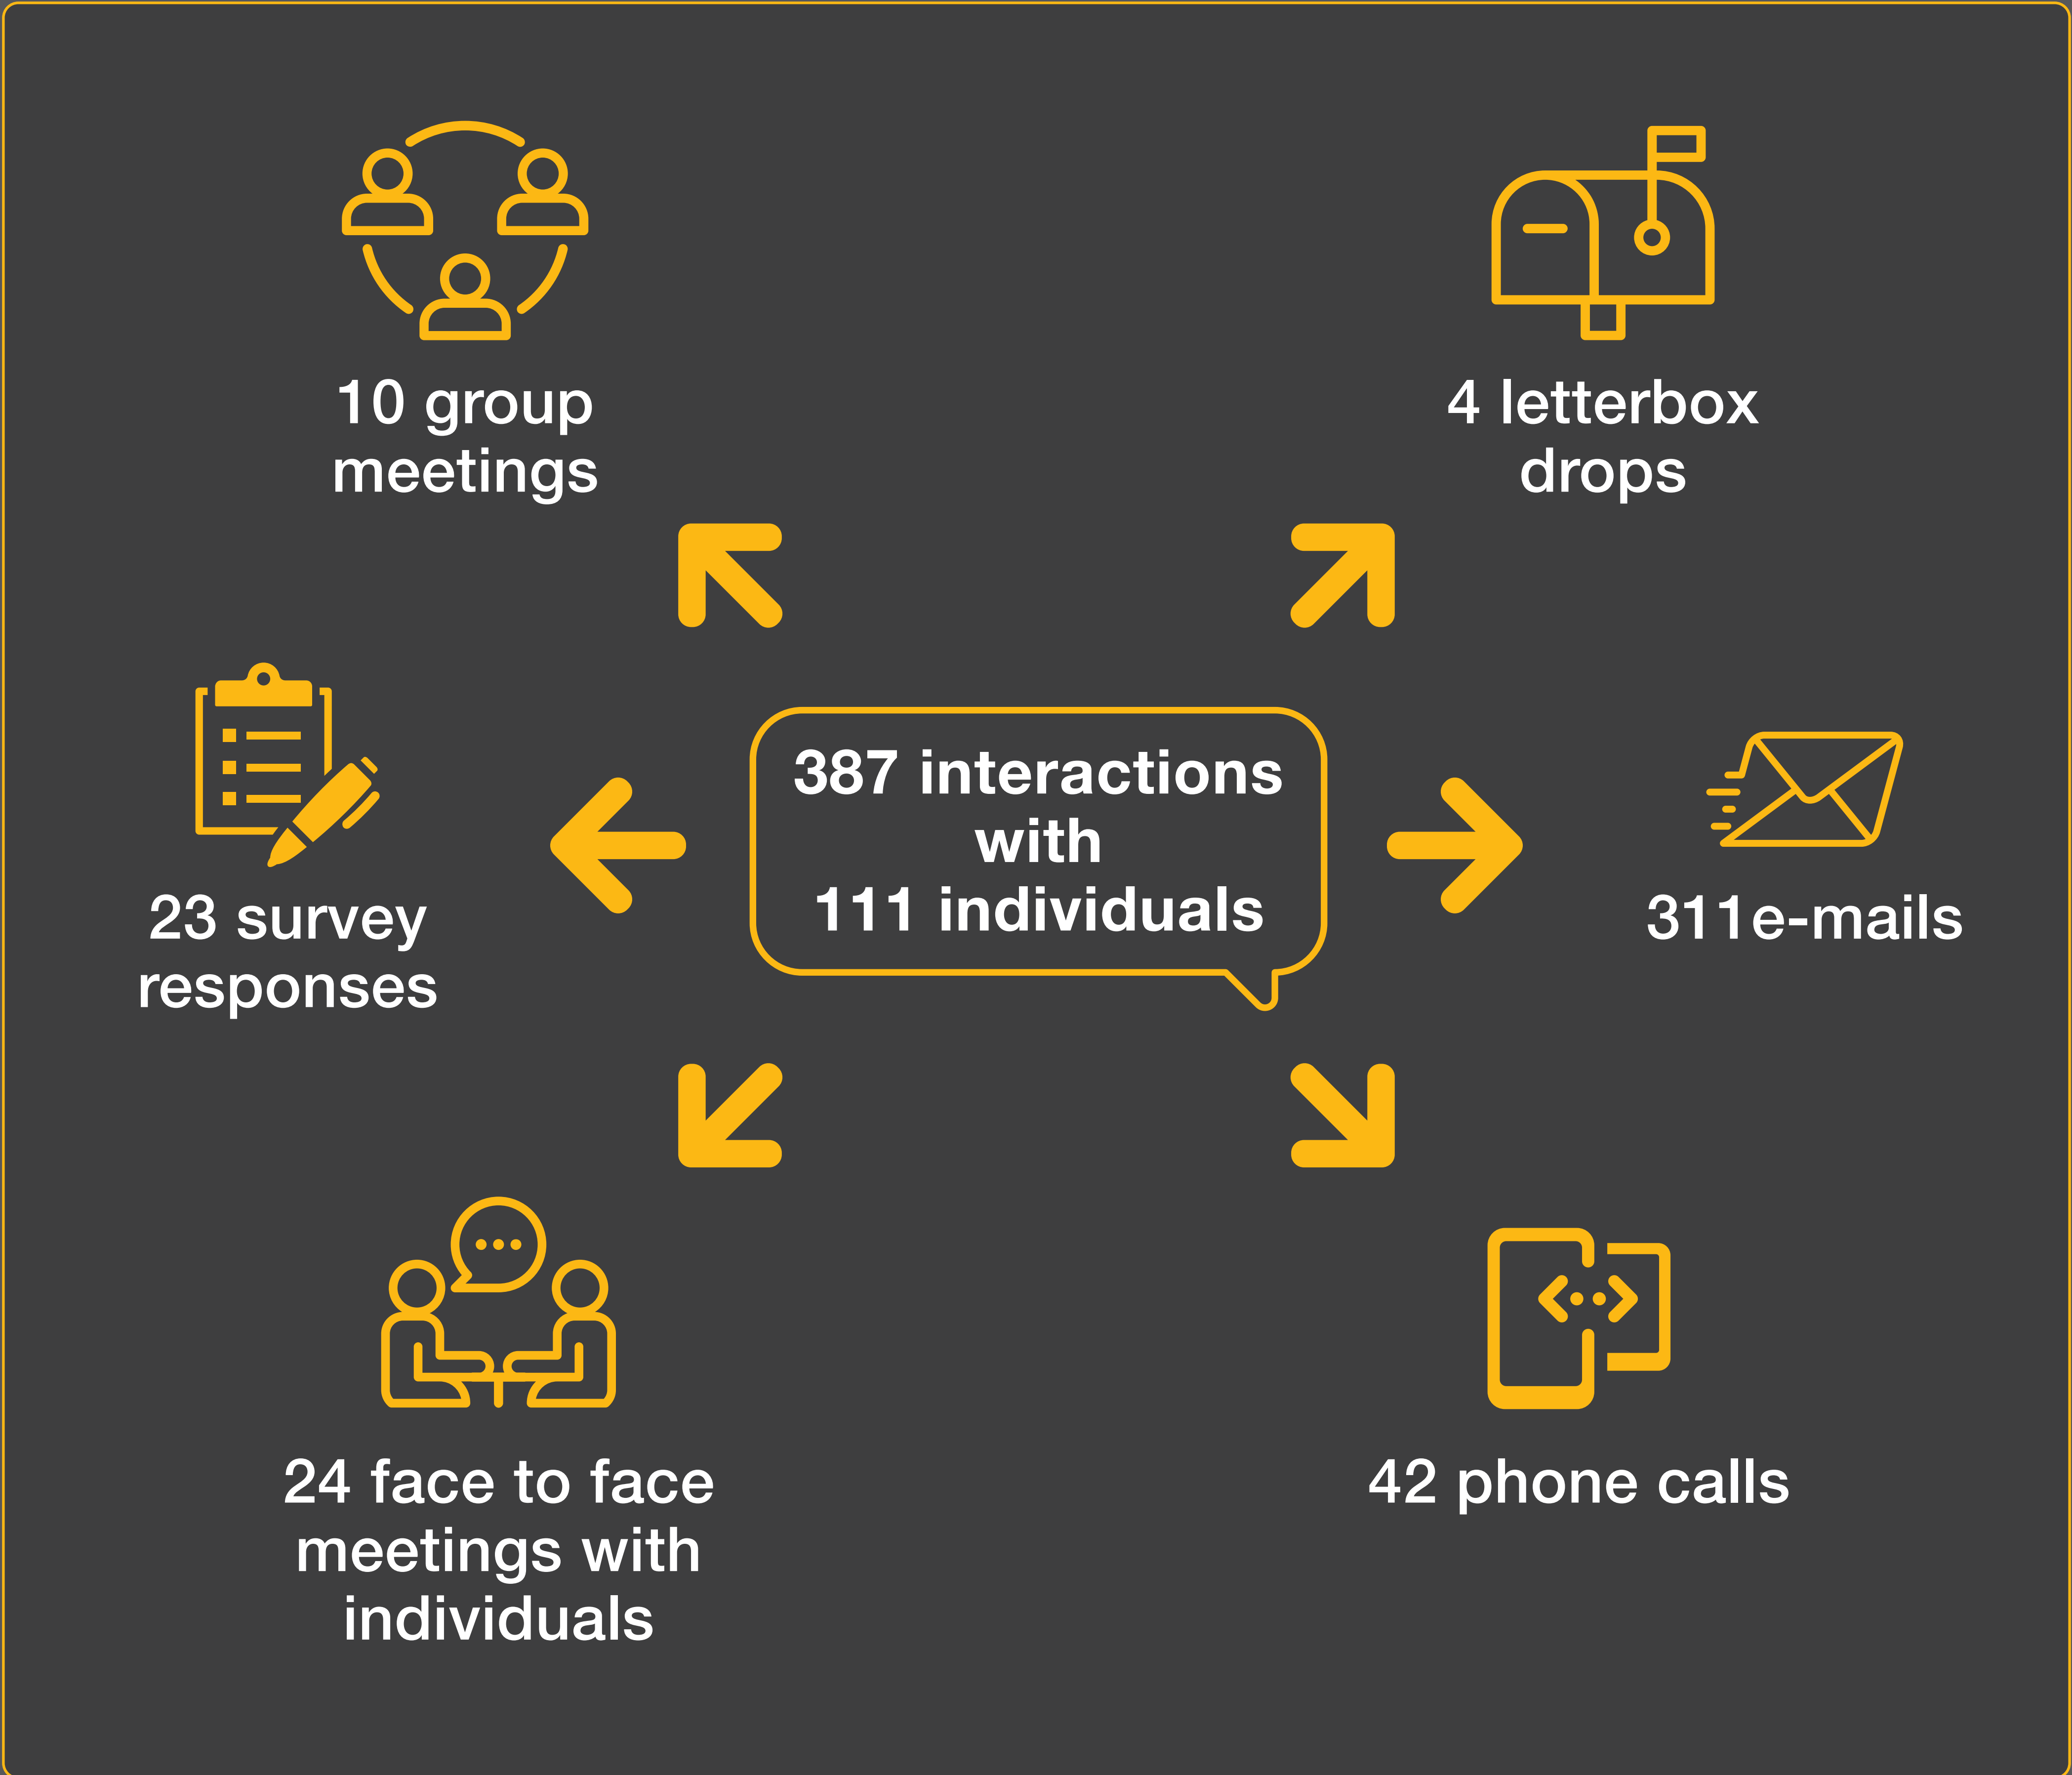 10 group
meetings
4 letterbox
drops
23 survey
responses
387 interactions
with
111 individuals
311e-mails
24 face to face
meetings with
individuals
42 phone calls